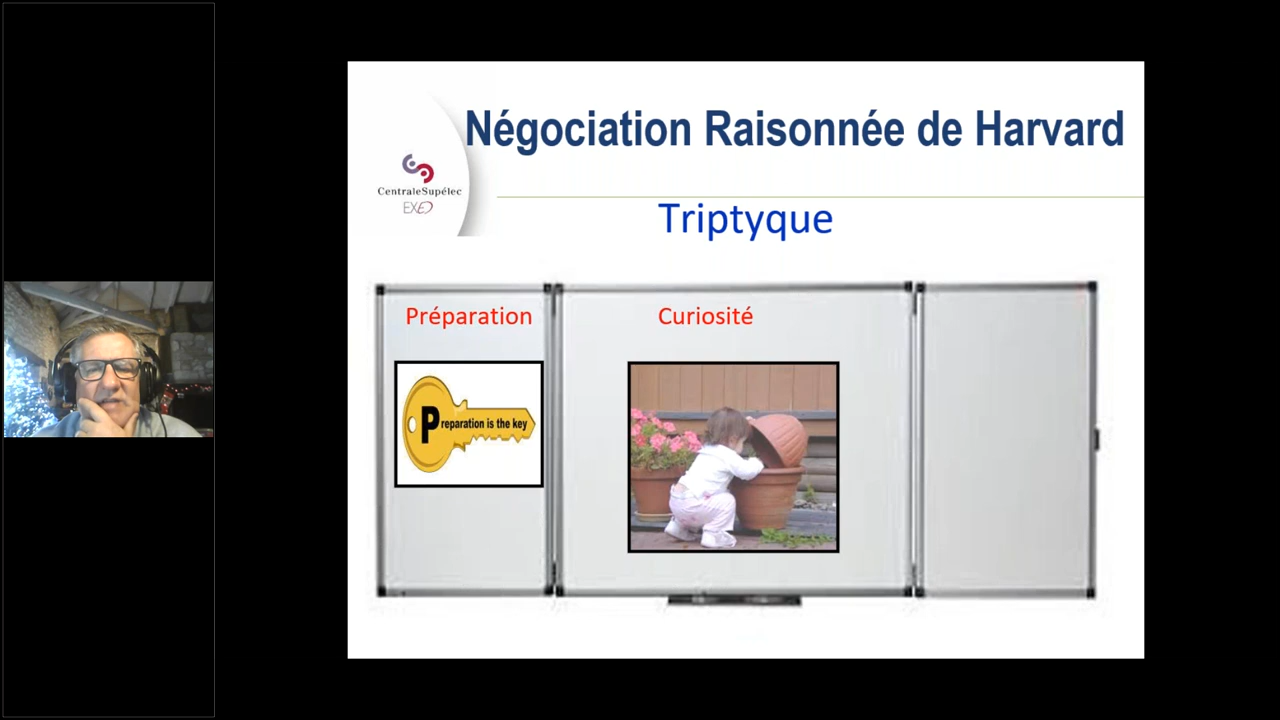 Négociation Raisonnée de Harvard
CentraleSupélec
EXED
Triptyque
Préparation
Curiosité
Preparation is the key